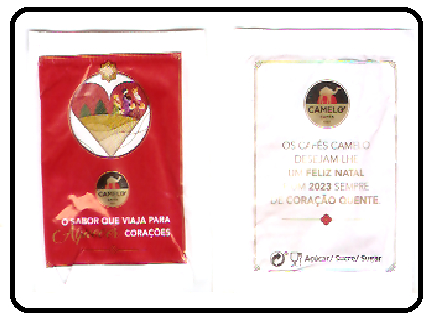 CAMELO
O SABOR QUE VIAJA PARA
CORAÇÕES
CAMELO
OS CAFÉS CAMELO
DESEJAM LHE
UM FELIZ NATAL
2023 SEMPRE
DE CORAÇÃO QUENTE
Açúcar/ Sucre/ Sugar